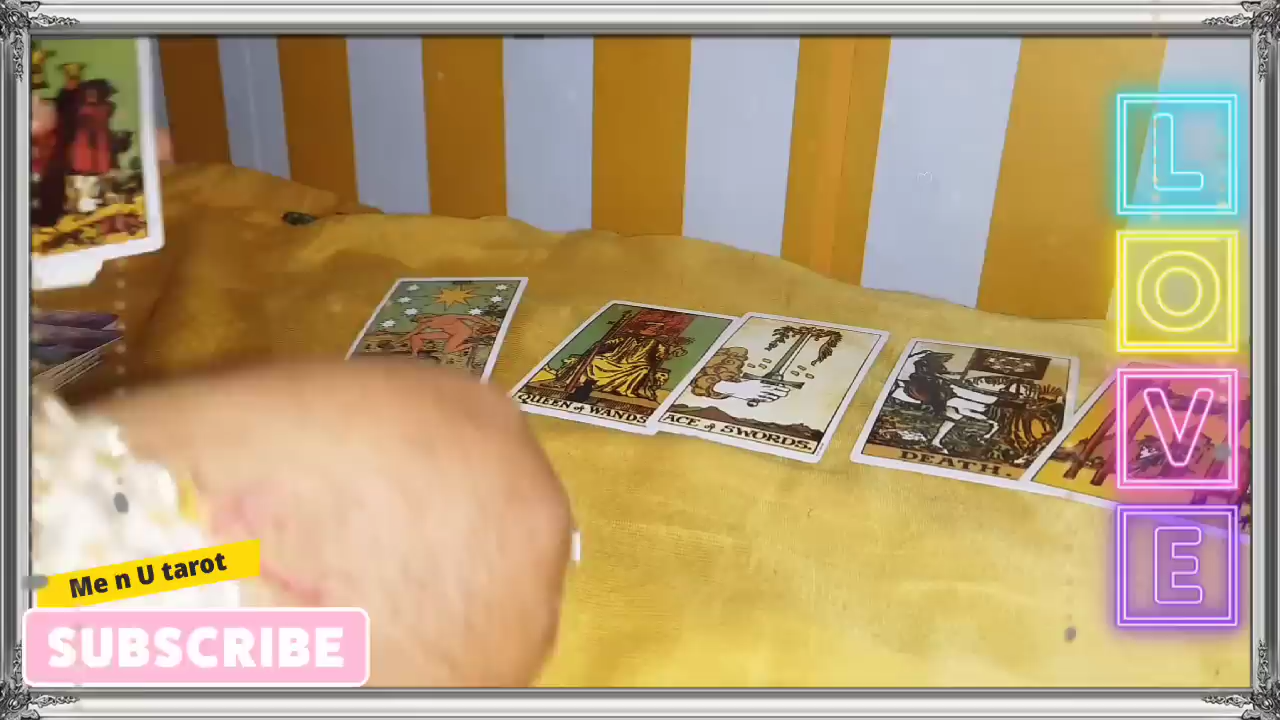 L
O
V
E
QUEEN of WANDS
ACE of SWORDS.
DEATH.
Me n U tarot
SUBSCRIBE